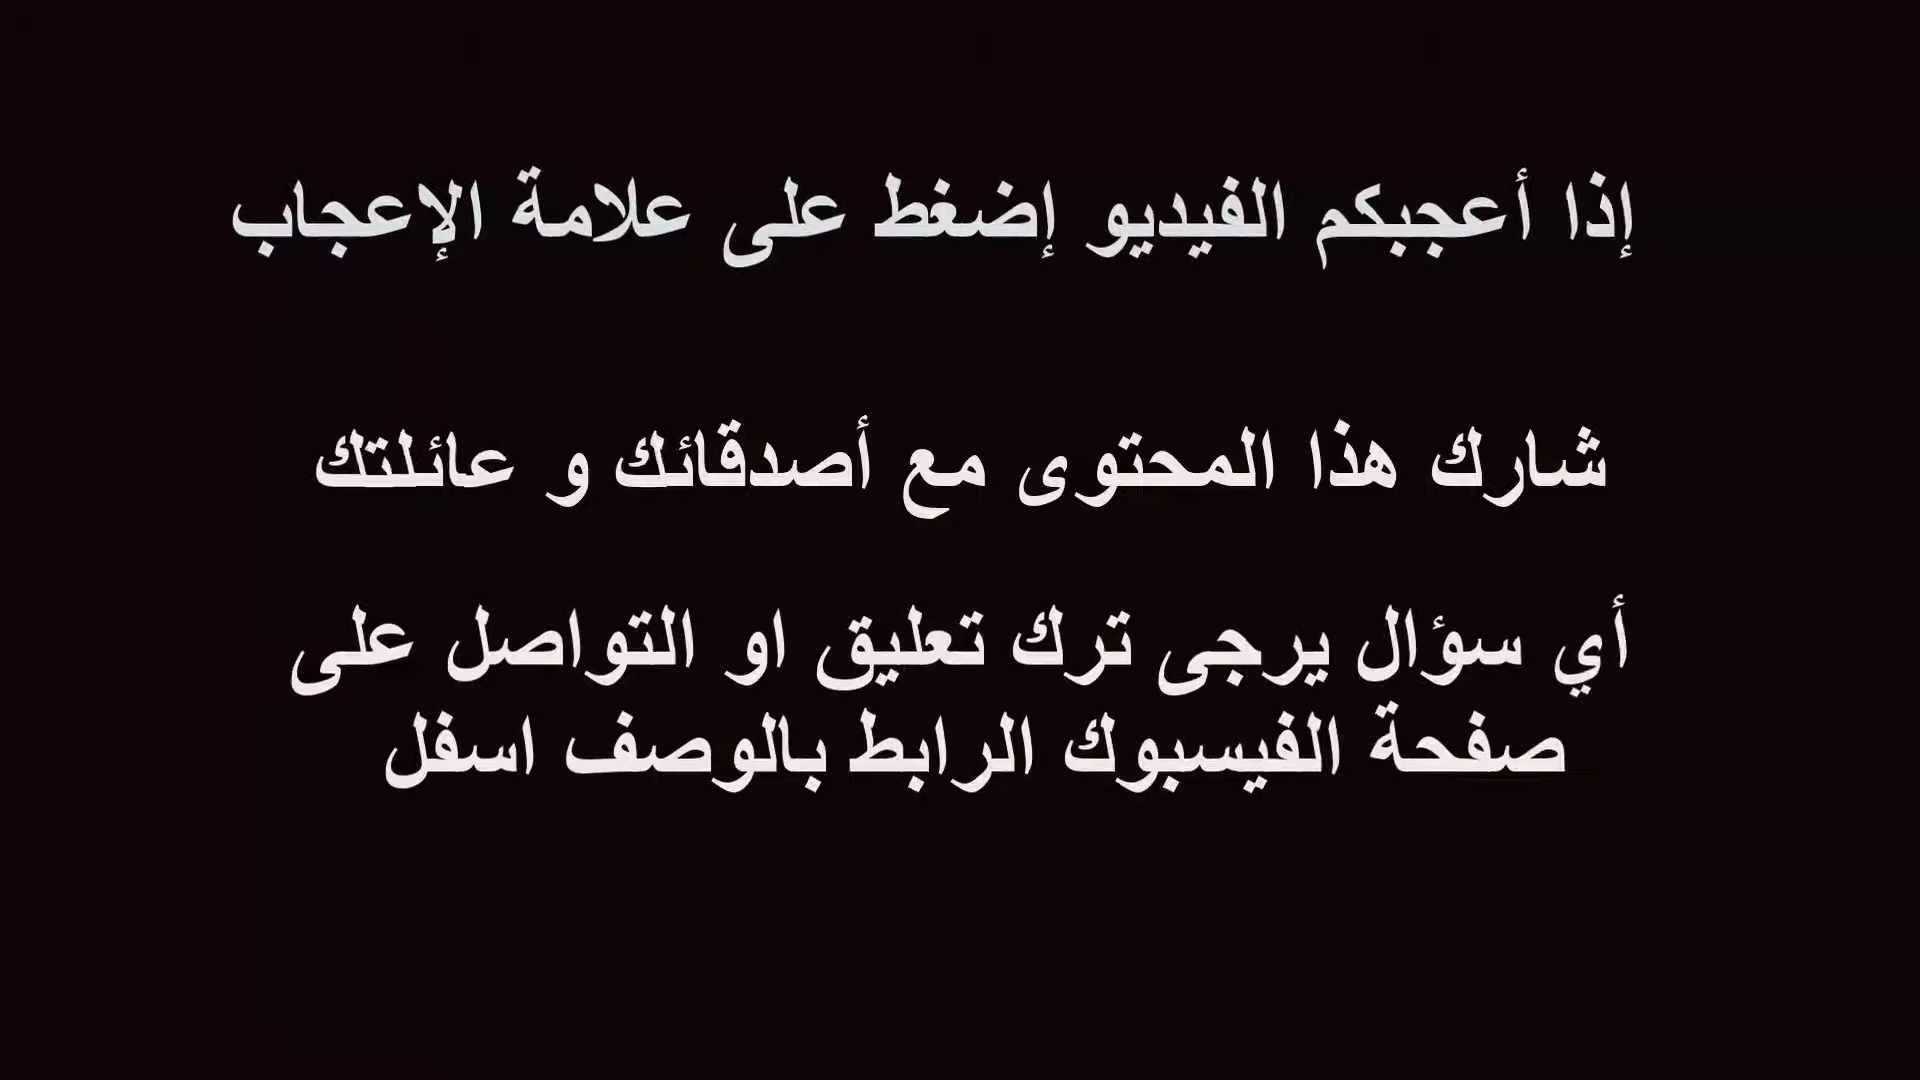 إذا أعجبكم الفيديو إضغط على علامة الإعجاب
شارك هذا المحتوى مع أصدقائك و عائلتك
أي سؤال يرجى ترك تعليق او التواصل على
صفحة الفيسبوك الرابط بالوصف اسفل